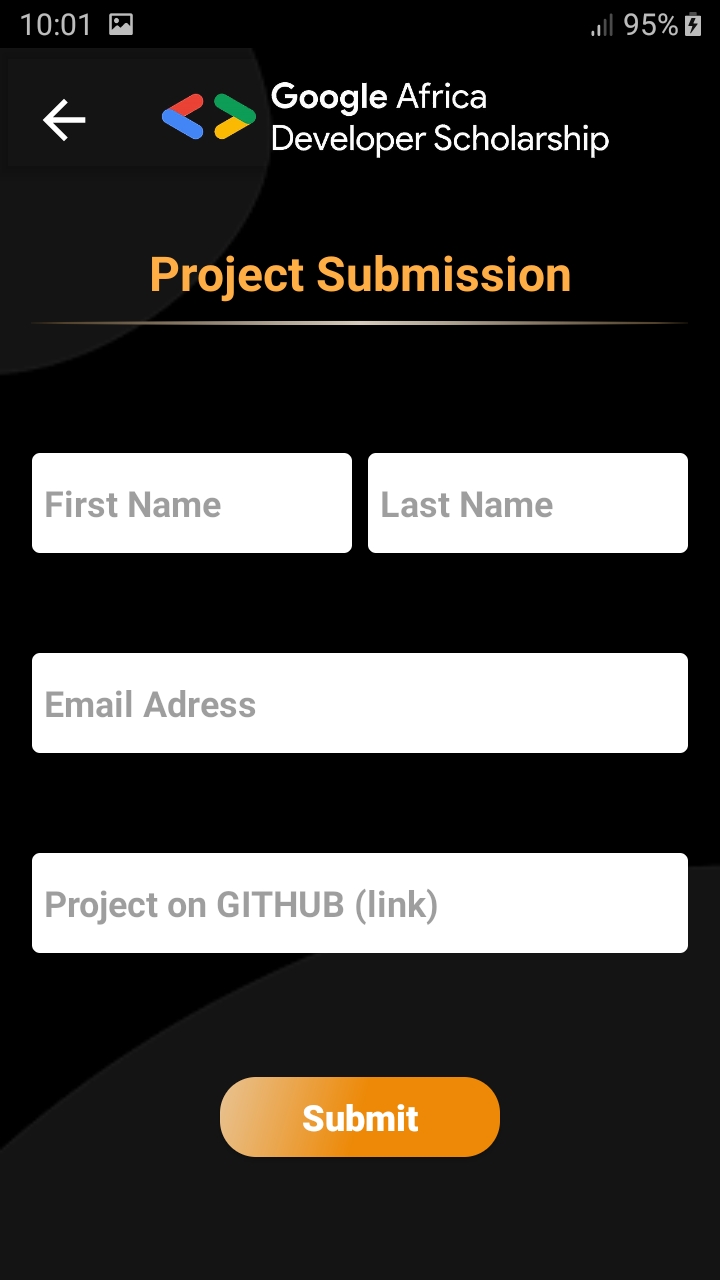 10:01
95%
Google Africa
Developer Scholarship
Project Submission
First Name
Last Name
Email Adress
Project on GITHUB (link)
Submit